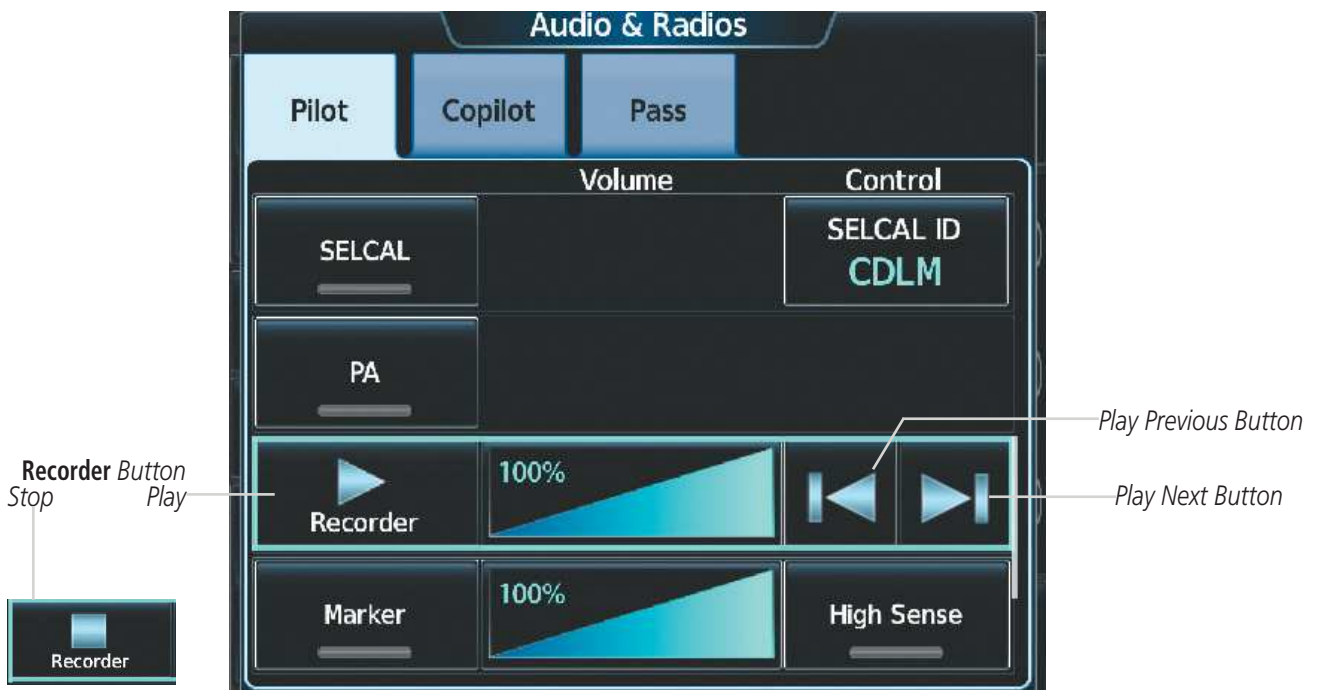 Audio & Radios
Pilot
Copilot
Pass
Volume
Control
SELCAL
SELCAL ID
CDLM
PA
Play Previous Button
Recorder Button
Stop
Play
100%
Recorder
Play Next Button
Marker
100%
High Sense
Recorder